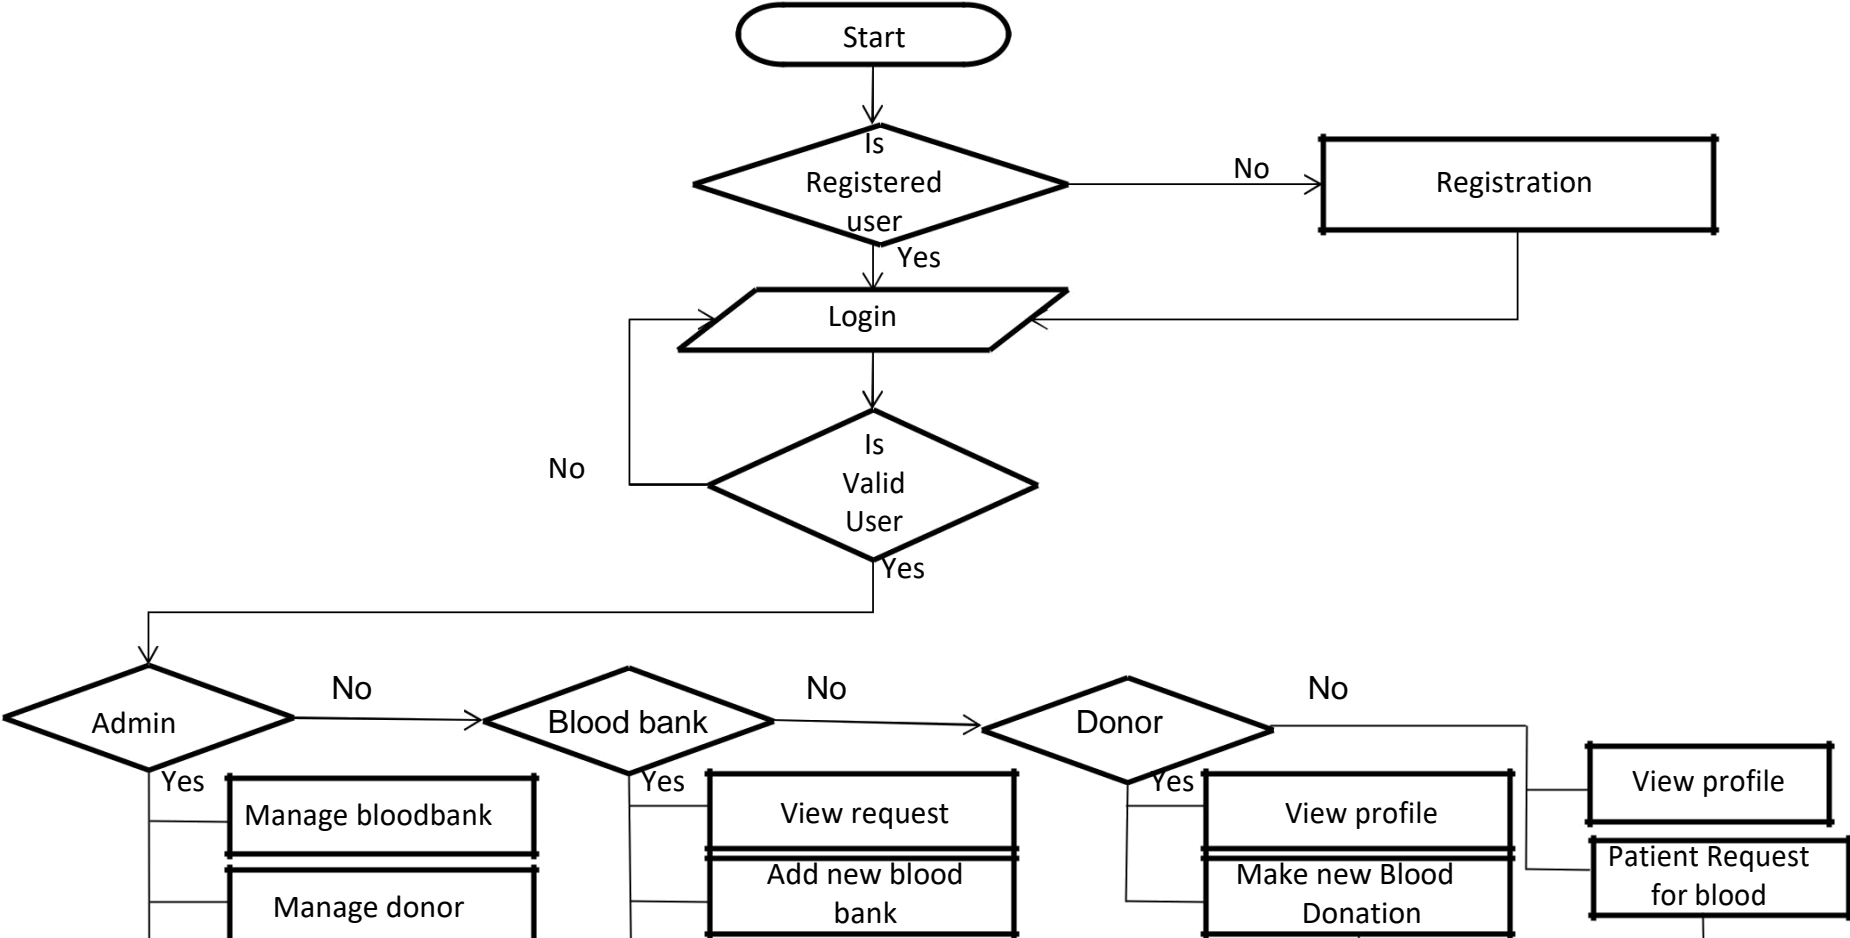 Start
Is
Registered
user
No
Registration
Yes
Login
Is
Valid
User
No
Yes
Admin
No
Blood bank
No
Donor
No
Yes
Manage bloodbank
Manage donor
Yes
View request
Add new blood
bank
Yes
View profile
Make new Blood
Donation
View profile
Patient Request
for blood